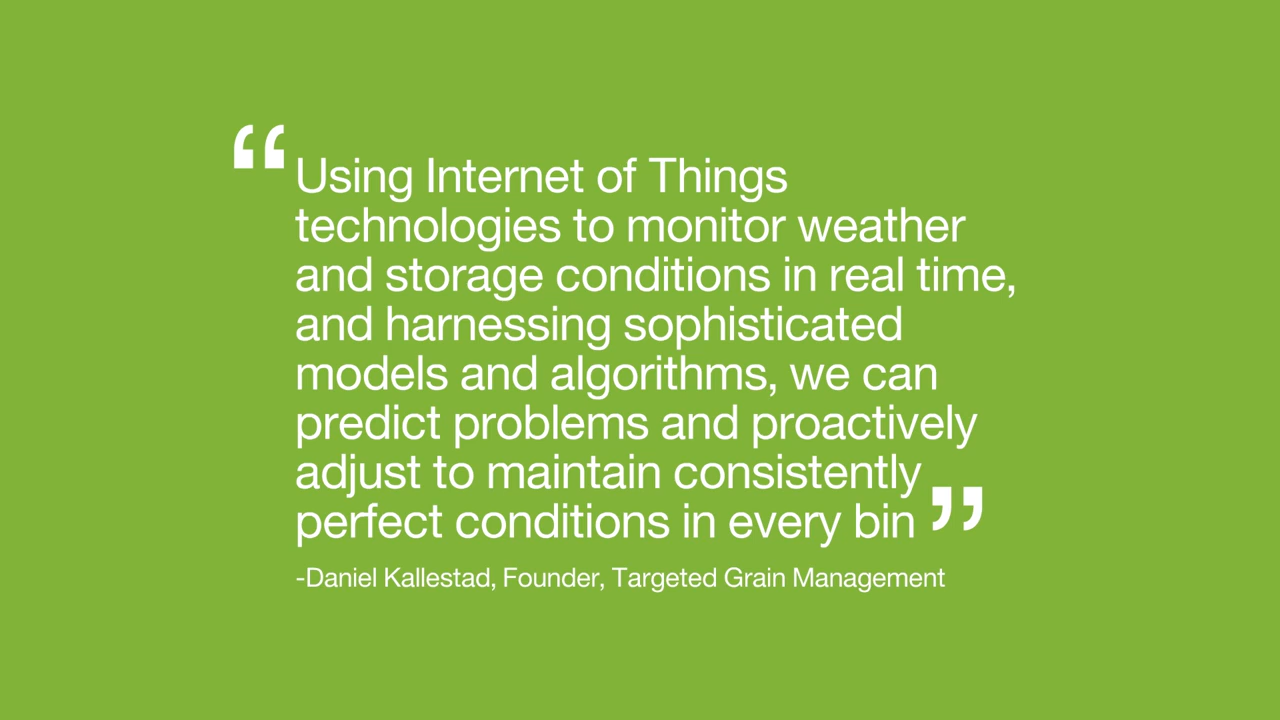 “Using Internet of Things
technologies to monitor weather
and storage conditions in real time,
and harnessing sophisticated
models and algorithms, we can
predict problems and proactively
adjust to maintain consistently
perfect conditions in every bin”
-Daniel Kallestad, Founder, Targeted Grain Management